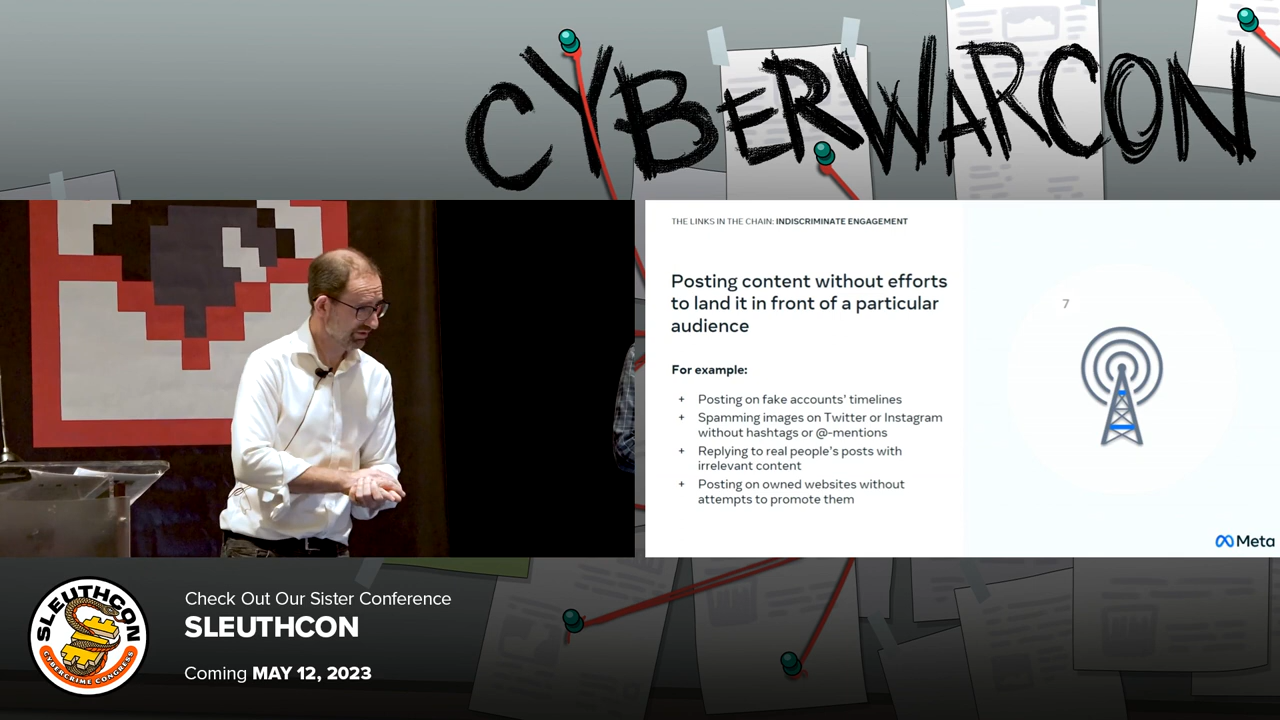 CYBERWARCON
THE LINKS IN THE CHAIN: INDISCRIMINATE ENGAGEMENT
Posting content without efforts
to land it in front of a particular
audience
For example:
+ Posting on fake accounts' timelines
+ Spamming images on Twitter or Instagram
without hashtags or @-mentions
+ Replying to real people's posts with
irrelevant content
+ Posting on owned websites without
attempts to promote them
7
Meta
SLEUTHCON
CYBERCRIME CONGRESS
Check Out Our Sister Conference
SLEUTHCON
Coming MAY 12, 2023